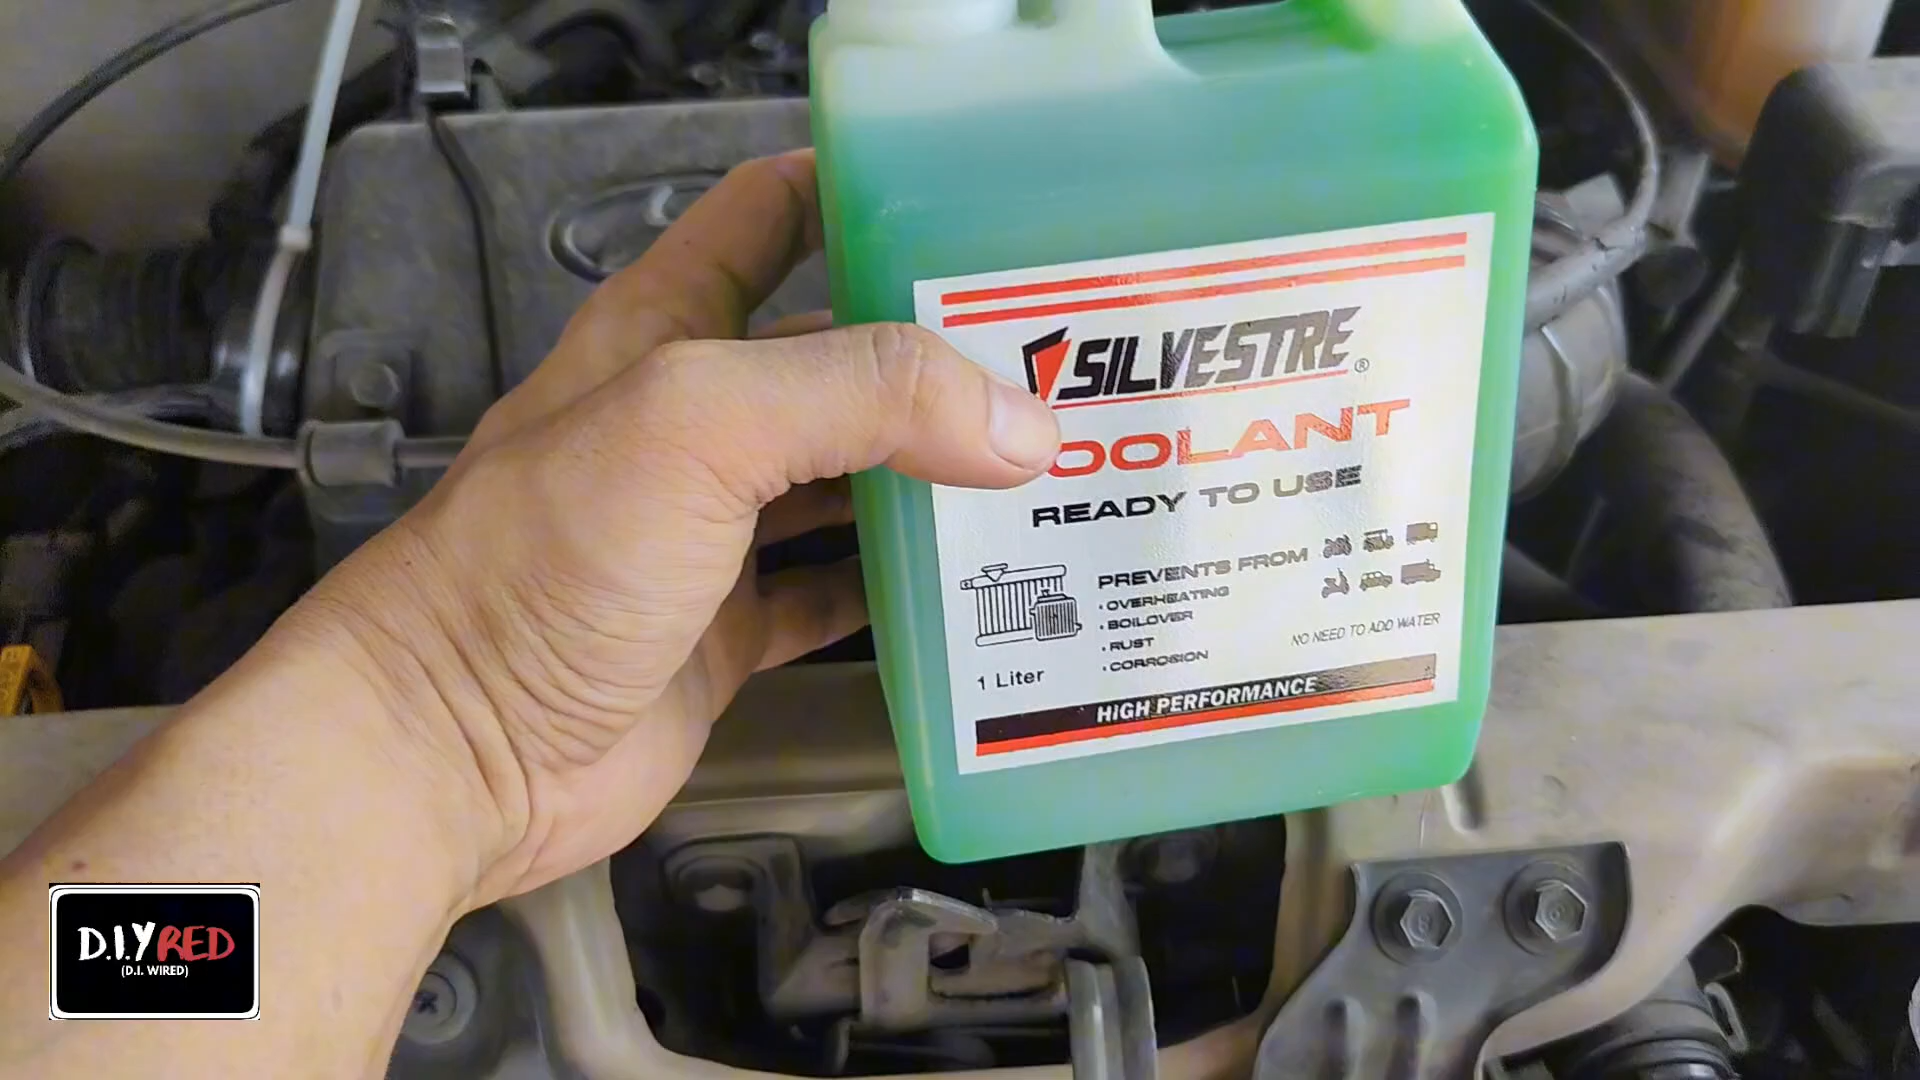 SILVESTRE®
OOLANT
READY TO USE
PREVENTS FROM
• OVERHEATING
• BOILOVER
• RUST
• CORROSION
NO NEED TO ADD WATER
1 Liter
HIGH PERFORMANCE
D.I.YRED
(D.I. WIRED)